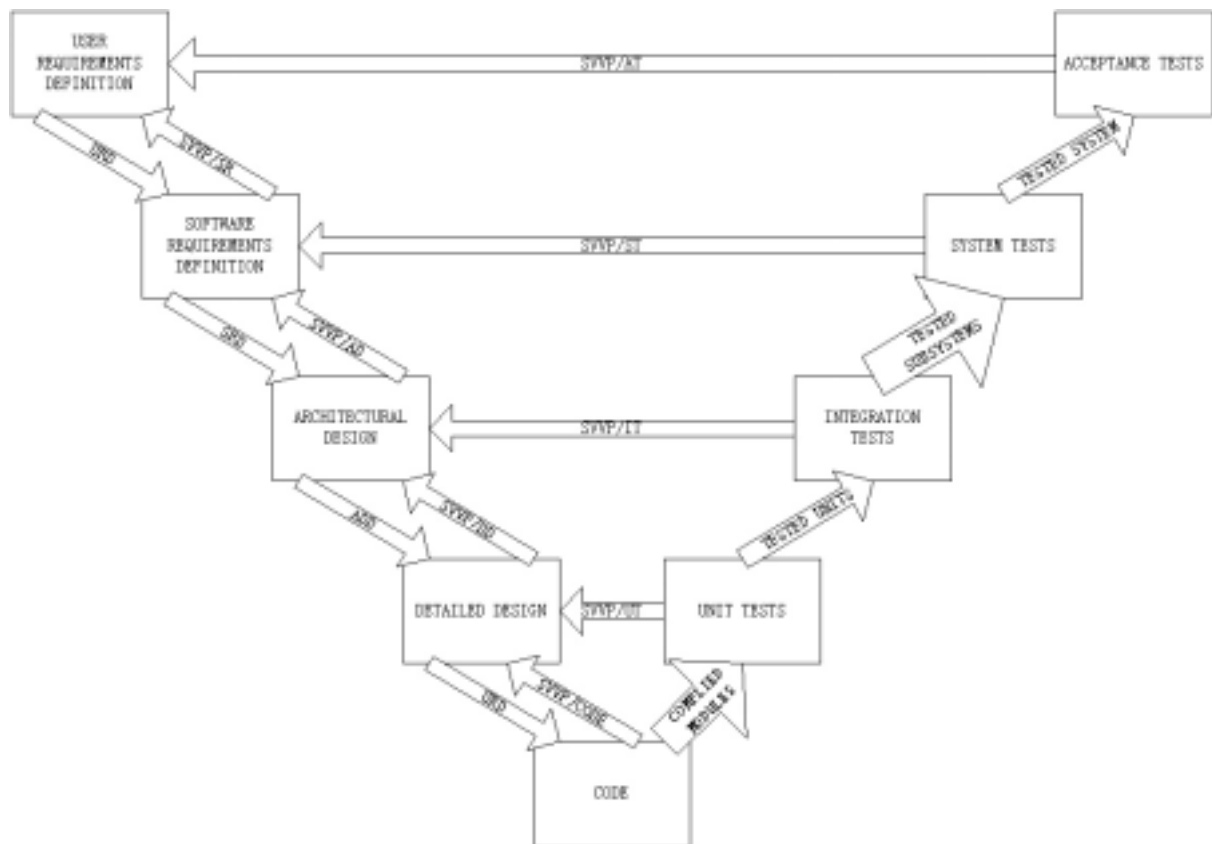 USER
REQUIREMENTS
DEFINITION
SVVP/AT
ACCEPTANCE TESTS
URD
SVVP/SR
TESTED SYSTEM
SOFTWARE
REQUIREMENTS
DEFINITION
SVVP/ST
SYSTEM TESTS
SRD
SVVP/AD
TESTED
SUBSYSTEMS
ARCHITECTURAL
DESIGN
SVVP/IT
INTEGRATION
TESTS
ADD
SVVP/DD
TESTED UNITS
DETAILED DESIGN
SVVP/UT
UNIT TESTS
SVVP/CODE
MODULES
CODE